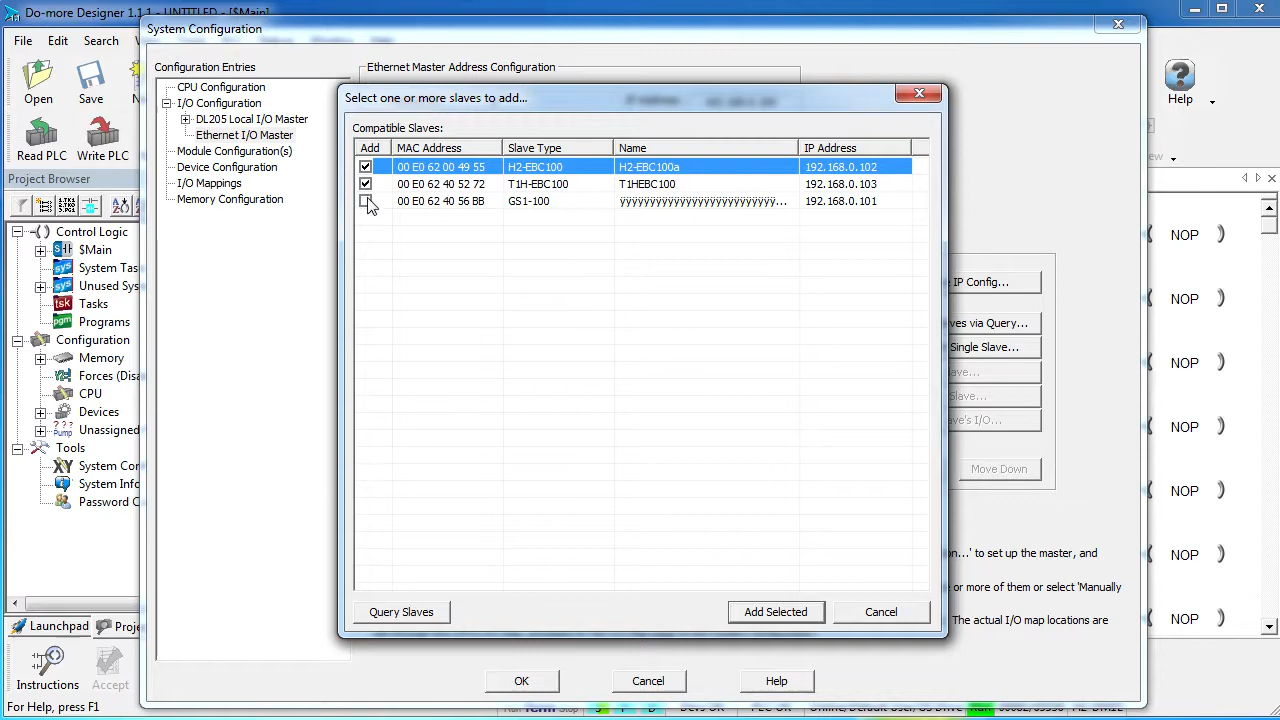 Do-more Designer 1.1.1 - UNTITLED - [$Main]
System Configuration
File Edit Search
Configuration Entries
Ethernet Master Address Configuration
CPU Configuration
I/O Configuration
DL205 Local I/O Master
Ethernet I/O Master
Module Configuration(s)
Device Configuration
I/O Mappings
Memory Configuration
Open Save
Read PLC Write PLC
Help
Project Browser
Control Logic
$Main
System Tas
Unused Sys
Tasks
Programs
Configuration
Memory
Forces (Disa
CPU
Devices
Unassigned
Tools
System Con
System Info
Password C
Launchpad Proje
Instructions Accept
For Help, press F1
Select one or more slaves to add...
Compatible Slaves:
Add MAC Address Slave Type Name IP Address
00 E0 62 00 49 55 H2-EBC100 H2-EBC100a 192.168.0.102
00 E0 62 40 52 72 T1H-EBC100 T1HEBC100 192.168.0.103
00 E0 62 40 56 BB GS1-100 ÿÿÿÿÿÿÿÿÿÿÿÿÿÿÿÿÿÿÿÿÿÿÿÿÿ... 192.168.0.101
Query Slaves Add Selected Cancel
IP Config...
ves via Query...
Single Slave...
lave...
Slave...
ave's I/O...
Move Down
on...' to set up the master, and
e or more of them or select 'Manually
The actual I/O map locations are
OK Cancel Help
NOP
NOP
NOP
NOP
NOP
NOP
NOP